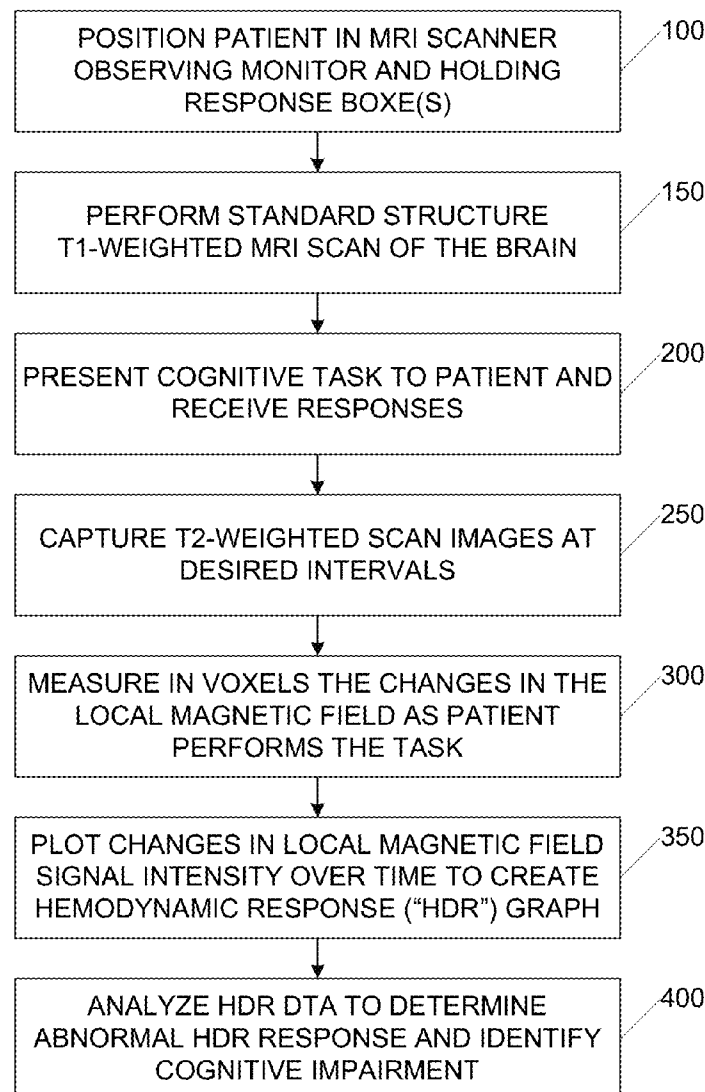 POSITION PATIENT IN MRI SCANNER
OBSERVING MONITOR AND HOLDING
RESPONSE BOXE(S)
100
PERFORM STANDARD STRUCTURE
T1-WEIGHTED MRI SCAN OF THE BRAIN
150
PRESENT COGNITIVE TASK TO PATIENT AND
RECEIVE RESPONSES
200
CAPTURE T2-WEIGHTED SCAN IMAGES AT
DESIRED INTERVALS
250
MEASURE IN VOXELS THE CHANGES IN THE
LOCAL MAGNETIC FIELD AS PATIENT
PERFORMS THE TASK
300
PLOT CHANGES IN LOCAL MAGNETIC FIELD
SIGNAL INTENSITY OVER TIME TO CREATE
HEMODYNAMIC RESPONSE (“HDR”) GRAPH
350
ANALYZE HDR DTA TO DETERMINE
ABNORMAL HDR RESPONSE AND IDENTIFY
COGNITIVE IMPAIRMENT
400